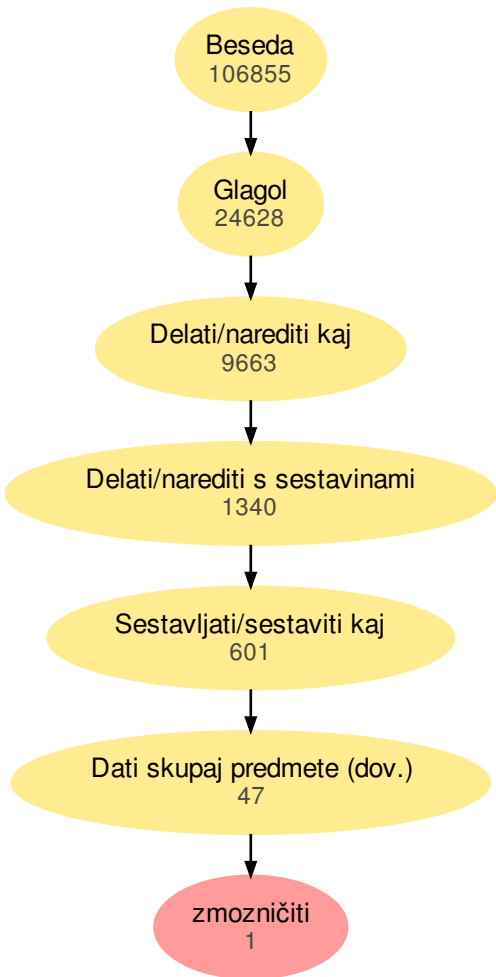 Beseda
106855
Glagol
24628
Delati/narediti kaj
9663
Delati/narediti s sestavinami
1340
Sestavljati/sestaviti kaj
601
Dati skupaj predmete (dov.)
47
zmozničiti
1